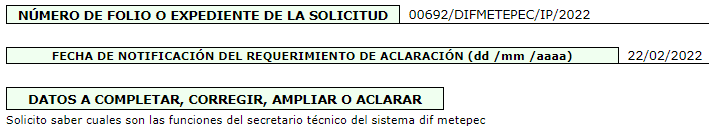 NÚMERO DE FOLIO O EXPEDIENTE DE LA SOLICITUD 00692/DIFMETEPEC/IP/2022
FECHA DE NOTIFICACIÓN DEL REQUERIMIENTO DE ACLARACIÓN (dd /mm /aaaa) 22/02/2022
DATOS A COMPLETAR, CORREGIR, AMPLIAR O ACLARAR
Solicito saber cuales son las funciones del secretario técnico del sistema dif metepec